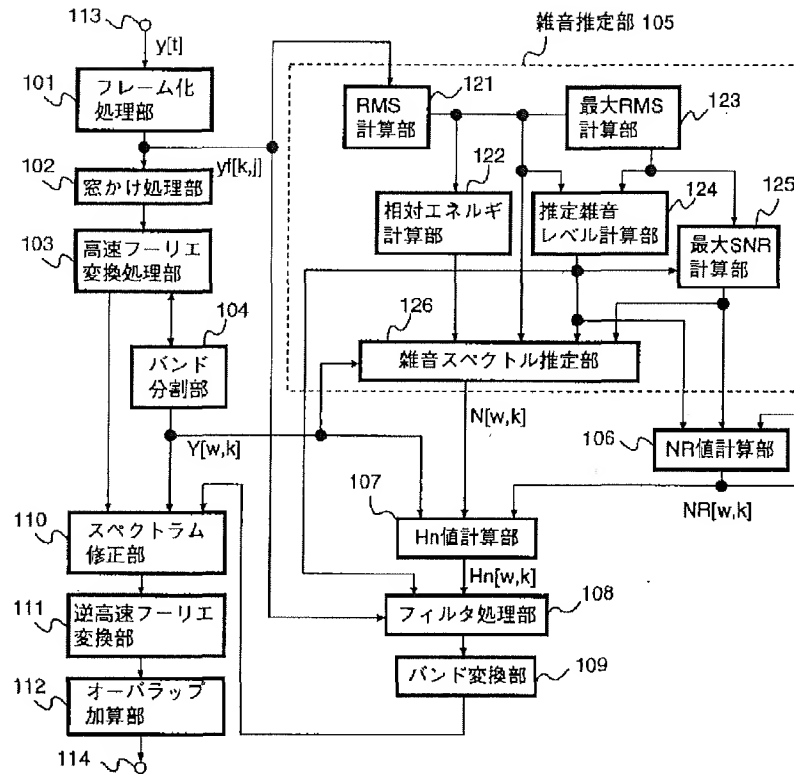 113
y[t]
101
フレーム化
処理部
102
yf[k,j]
窓かけ処理部
103
高速フーリエ
変換処理部
104
バンド
分割部
Y[w,k]
110
スペクトラム
修正部
111
逆高速フーリエ
変換部
112
オーバラップ
加算部
114
雑音推定部 105
RMS
計算部
121
最大RMS
計算部
123
122
相対エネルギ
計算部
推定雑音
レベル計算部
124
125
最大SNR
計算部
126
雑音スペクトル推定部
N[w,k]
106
NR値計算部
NR[w,k]
107
Hn値計算部
Hn[w,k]
フィルタ処理部
108
バンド変換部
109